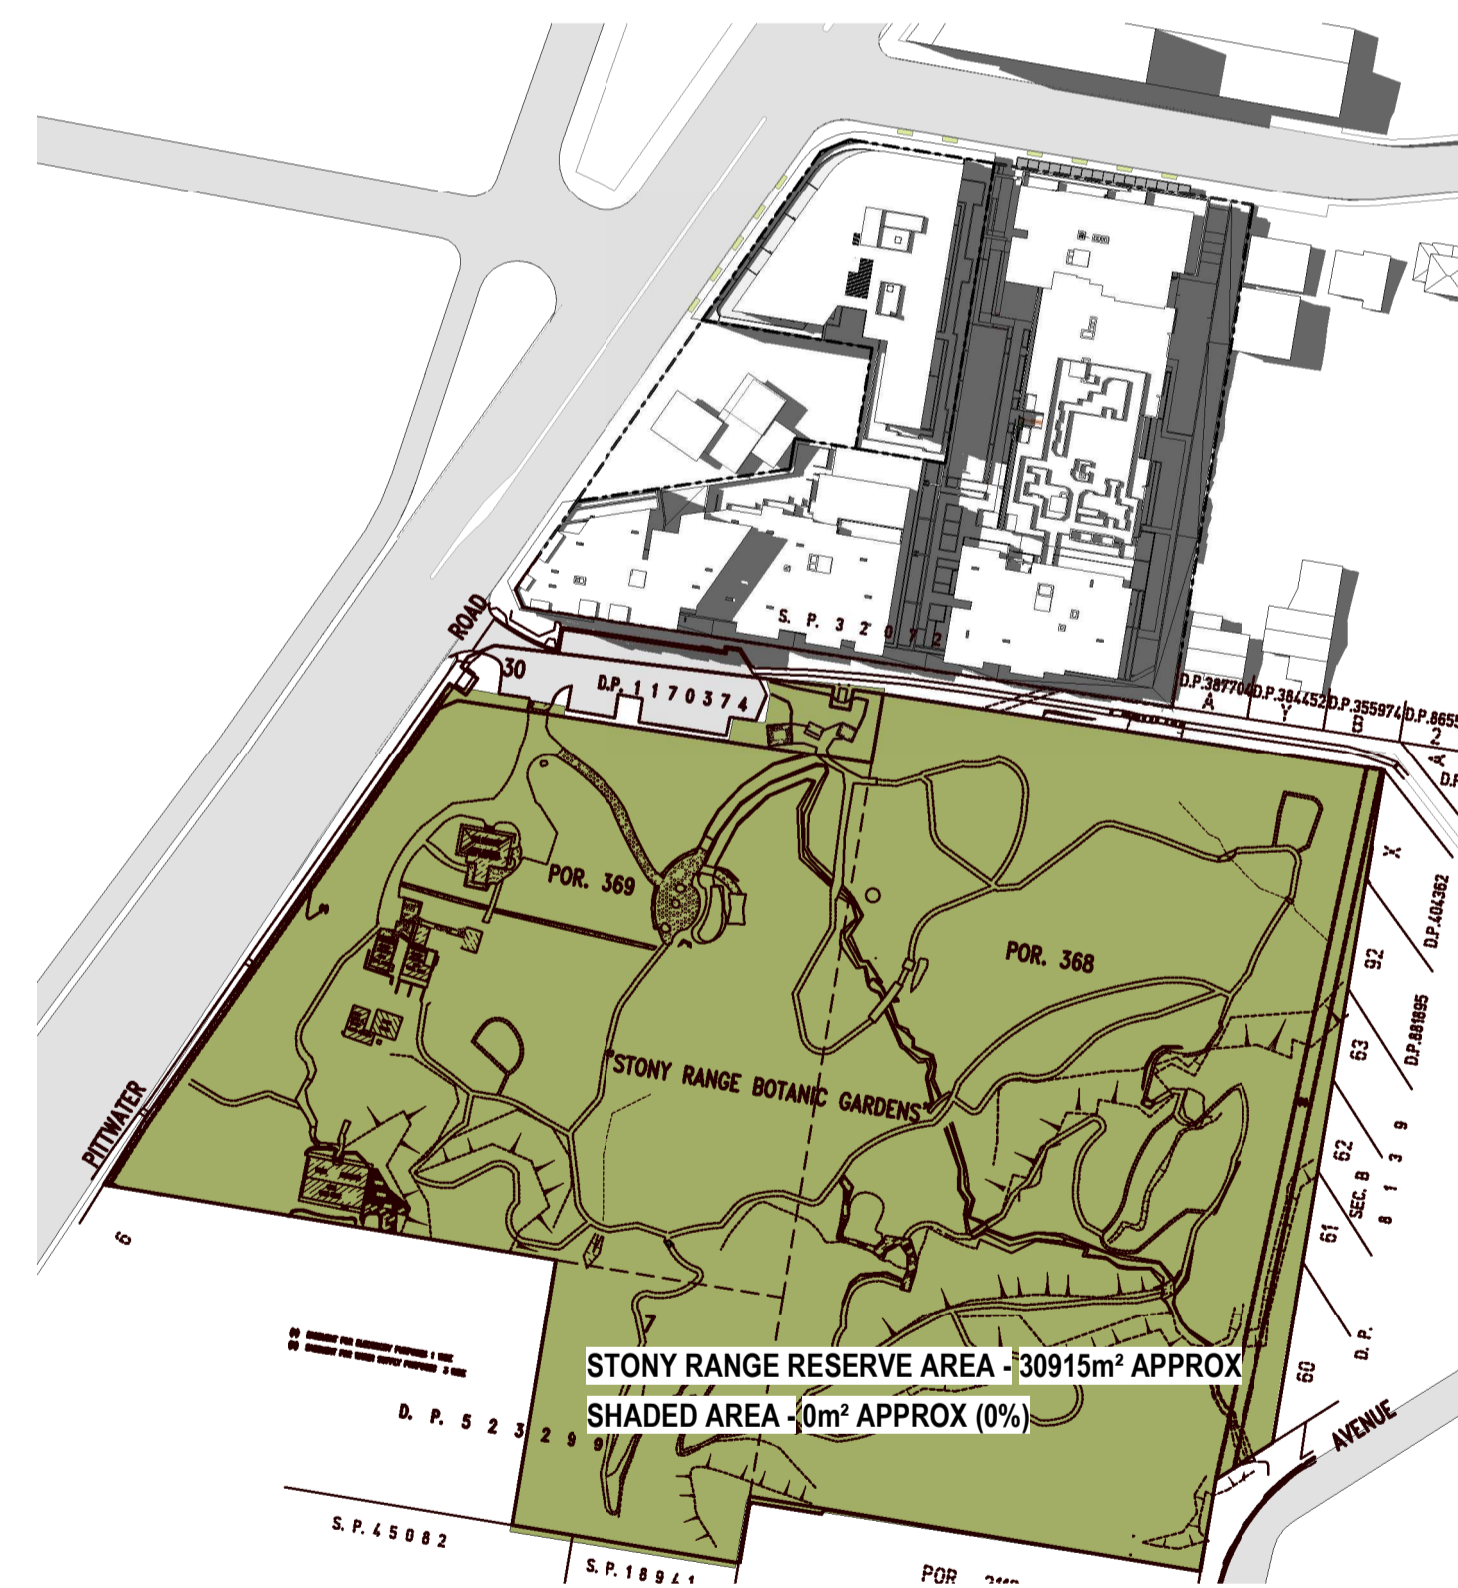 S. P. 3 2 0 7 2
ROAD
30
D.P. 1 1 7 0 3 7 4
D.P.387704
A
D.P.384452
Y
D.P.355974
B
D.P.8655
2
A
D.P
X
D.P.404362
POR. 369
POR. 368
92
D.P.881895
63
"STONY RANGE BOTANIC GARDENS"
PITTWATER
62
SEC. B
8 1 3 9
61
6
7
D. P.
60
STONY RANGE RESERVE AREA - 30915m² APPROX
SHADED AREA - 0m² APPROX (0%)
AVENUE
D. P. 5 2 3 2 9 9
S. P. 4 5 0 8 2
S. P. 1 8 9 4 1
POR